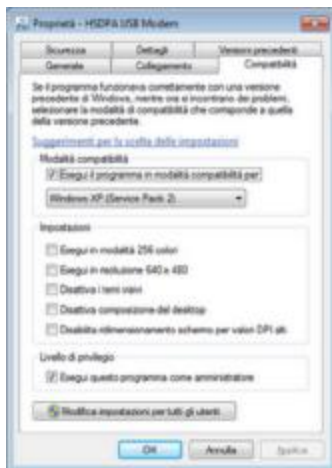 Proprietà - HSDPA USB Modem
Sicurezza Dettagli Versioni precedenti
Generale Collegamento Compatibilità
Se il programma funzionava correttamente con una versione
precedente di Windows, mentre ora si incontrano dei problemi,
selezionare la modalità di compatibilità che corrisponde a quella
della versione precedente.
Suggerimenti per la scelta delle impostazioni
Modalità compatibilità
Esegui il programma in modalità compatibilità per:
Windows XP (Service Pack 2)
Impostazioni
Esegui in modalità 256 colori
Esegui in risoluzione 640 x 480
Disattiva i temi visivi
Disattiva composizione del desktop
Disabilita ridimensionamento schermo per valori DPI alti
Livello di privilegio
Esegui questo programma come amministratore
Modifica impostazioni per tutti gli utenti
OK Annulla Applica